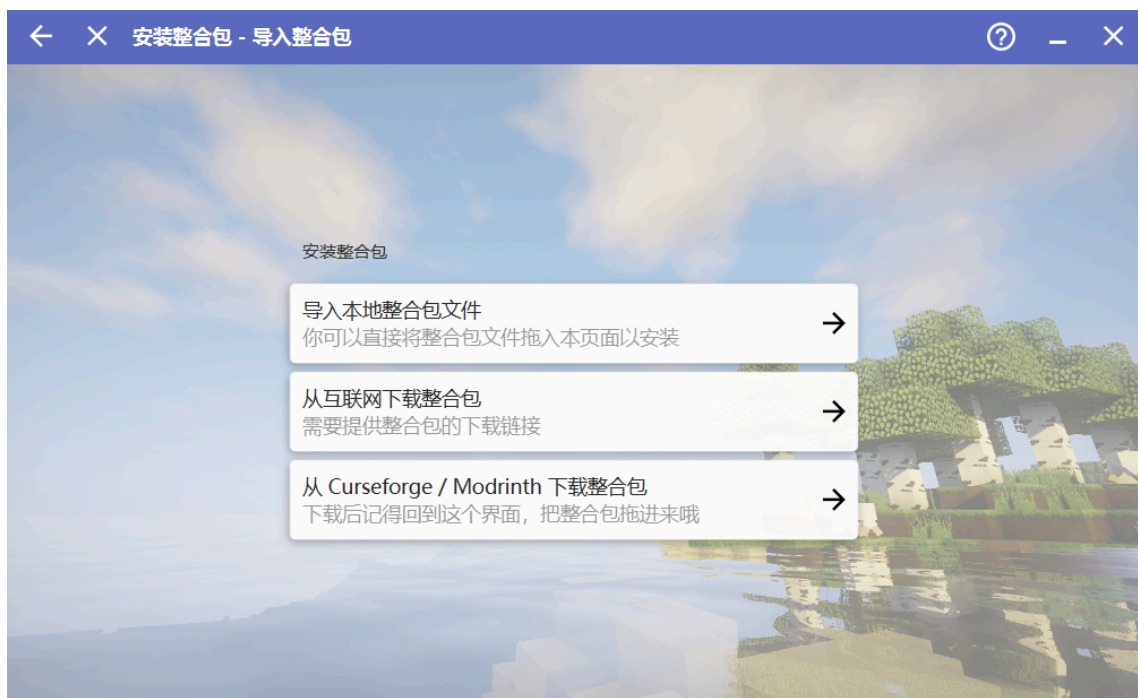 安装整合包 - 导入整合包
安装整合包
导入本地整合包文件
你可以直接将整合包文件拖入本页面以安装
从互联网下载整合包
需要提供整合包的下载链接
从 Curseforge / Modrinth 下载整合包
下载后记得回到这个界面，把整合包拖进来哦